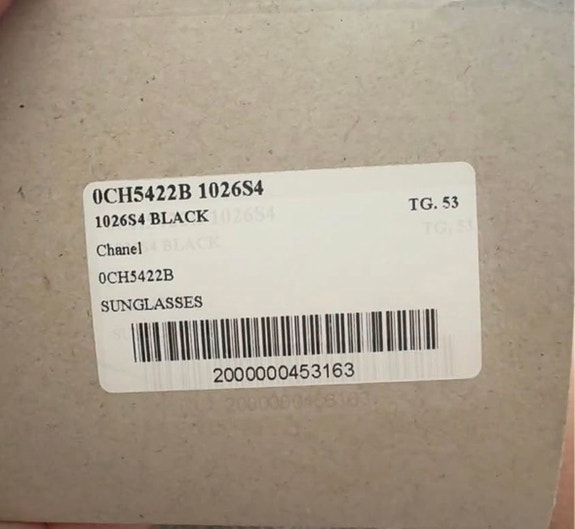 0CH5422B 1026S4
1026S4 BLACK
TG. 53
Chanel
0CH5422B
SUNGLASSES
2000000453163